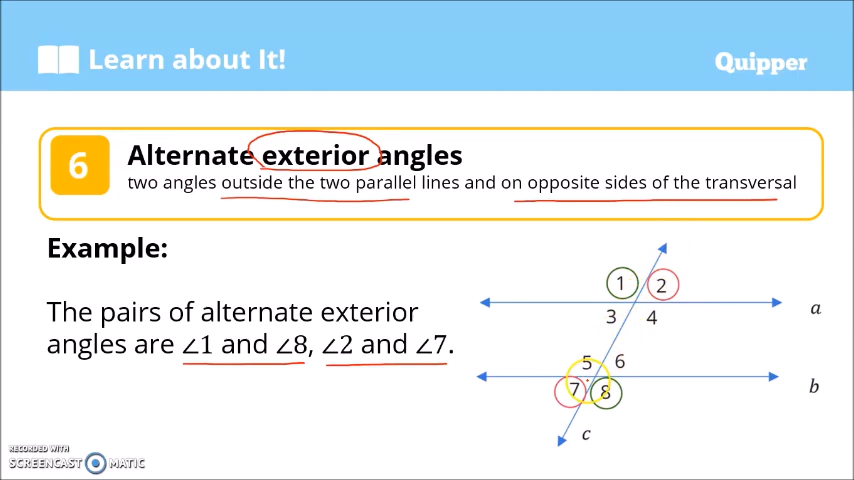 Learn about It!
Quipper
6
Alternate exterior angles
two angles outside the two parallel lines and on opposite sides of the transversal
Example:
The pairs of alternate exterior
angles are ∠1 and ∠8, ∠2 and ∠7.
1 2
a
3 4
5 6
b
7 8
c
RECORDED WITH
SCREENCAST MATIC